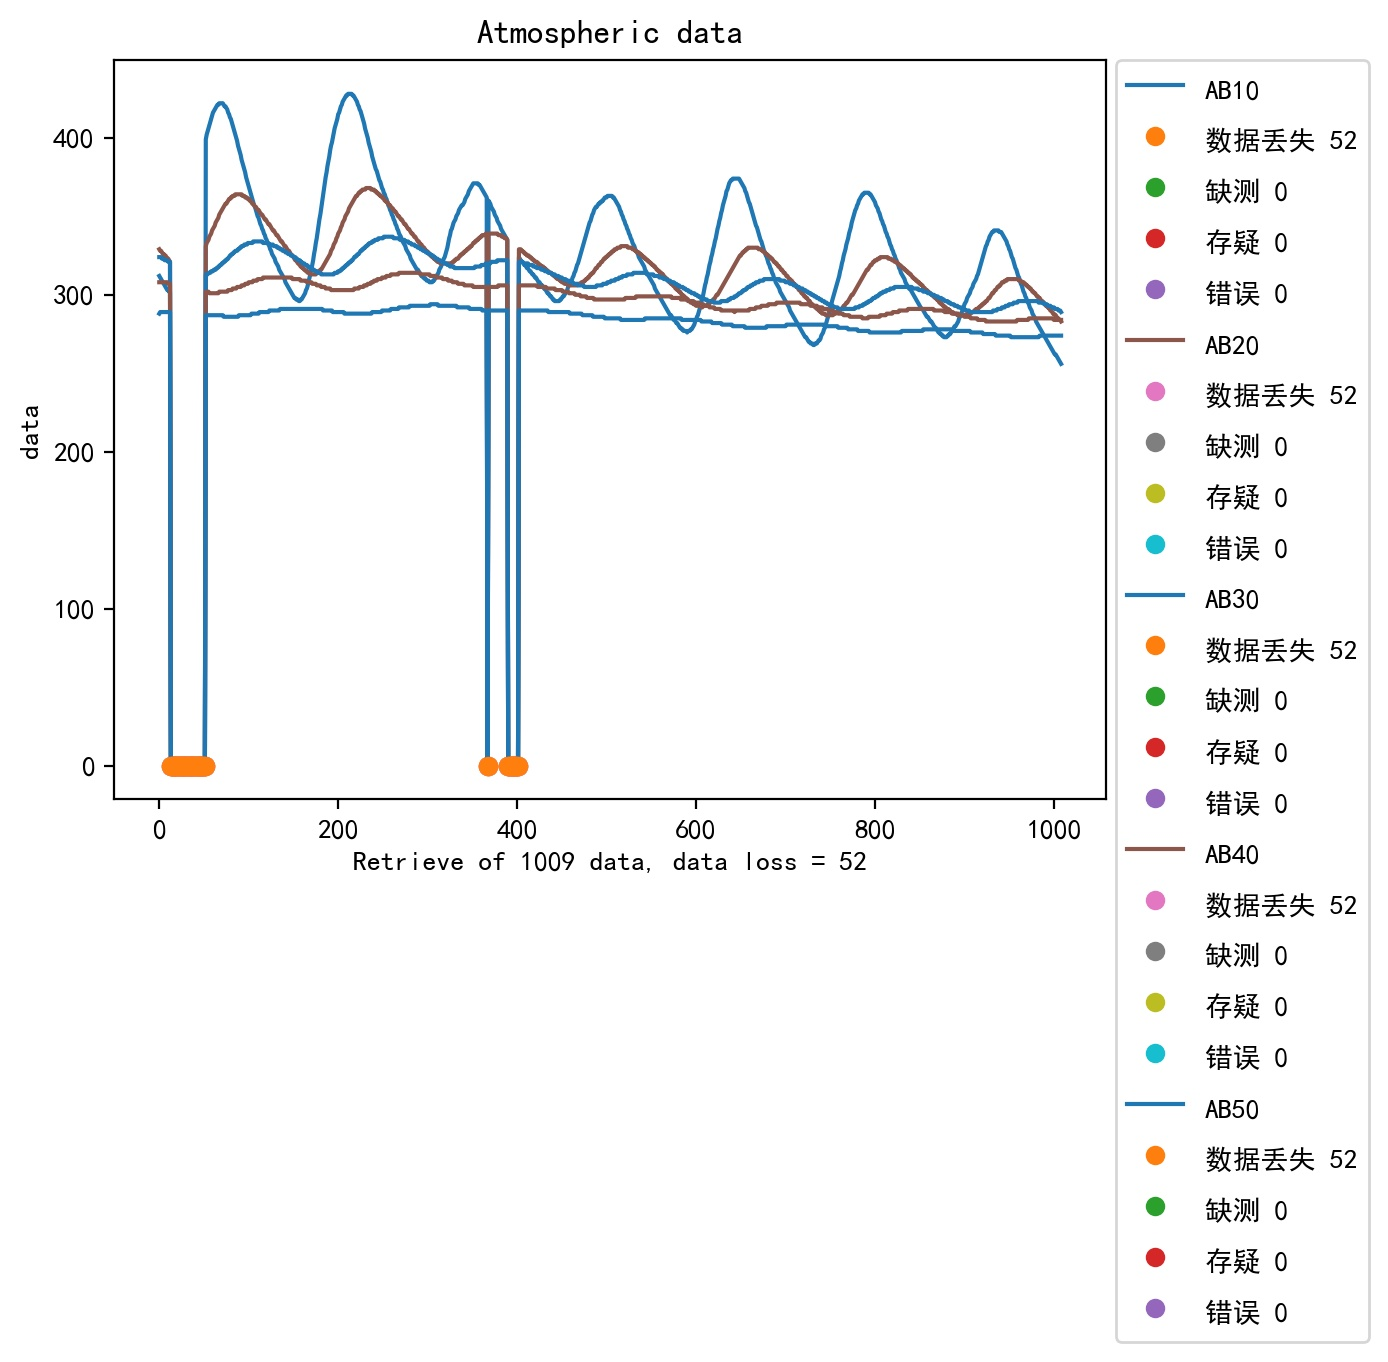 Atmospheric data
400
300
200
100
0
data
0 200 400 600 800 1000
Retrieve of 1009 data, data loss = 52
AB10
数据丢失 52
缺测 0
存疑 0
错误 0
AB20
数据丢失 52
缺测 0
存疑 0
错误 0
AB30
数据丢失 52
缺测 0
存疑 0
错误 0
AB40
数据丢失 52
缺测 0
存疑 0
错误 0
AB50
数据丢失 52
缺测 0
存疑 0
错误 0